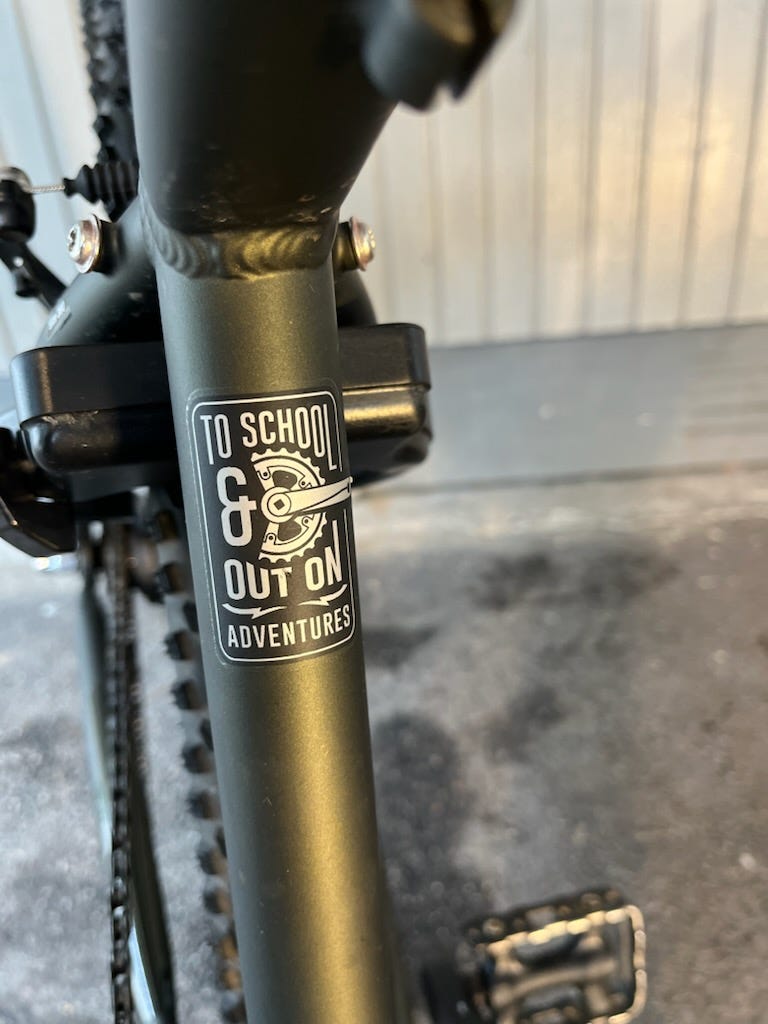 TO SCHOOL
&
OUT ON
ADVENTURES